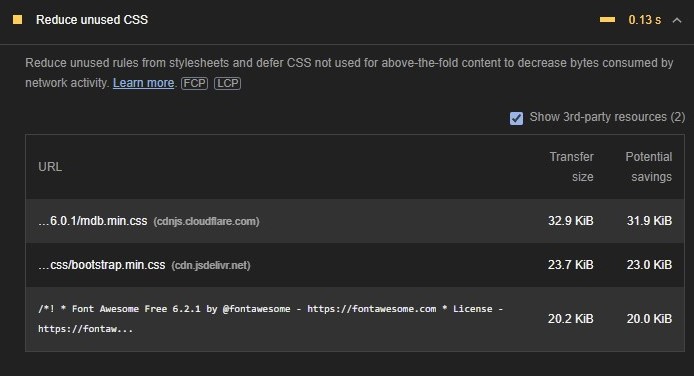 Reduce unused CSS 0.13 s
Reduce unused rules from stylesheets and defer CSS not used for above-the-fold content to decrease bytes consumed by
network activity. Learn more. FCP LCP
Show 3rd-party resources (2)
URL Transfer size Potential savings
…6.0.1/mdb.min.css (cdnjs.cloudflare.com) 32.9 KiB 31.9 KiB
…css/bootstrap.min.css (cdn.jsdelivr.net) 23.7 KiB 23.0 KiB
/*! * Font Awesome Free 6.2.1 by @fontawesome - https://fontawesome.com * License -
https://fontaw... 20.2 KiB 20.0 KiB